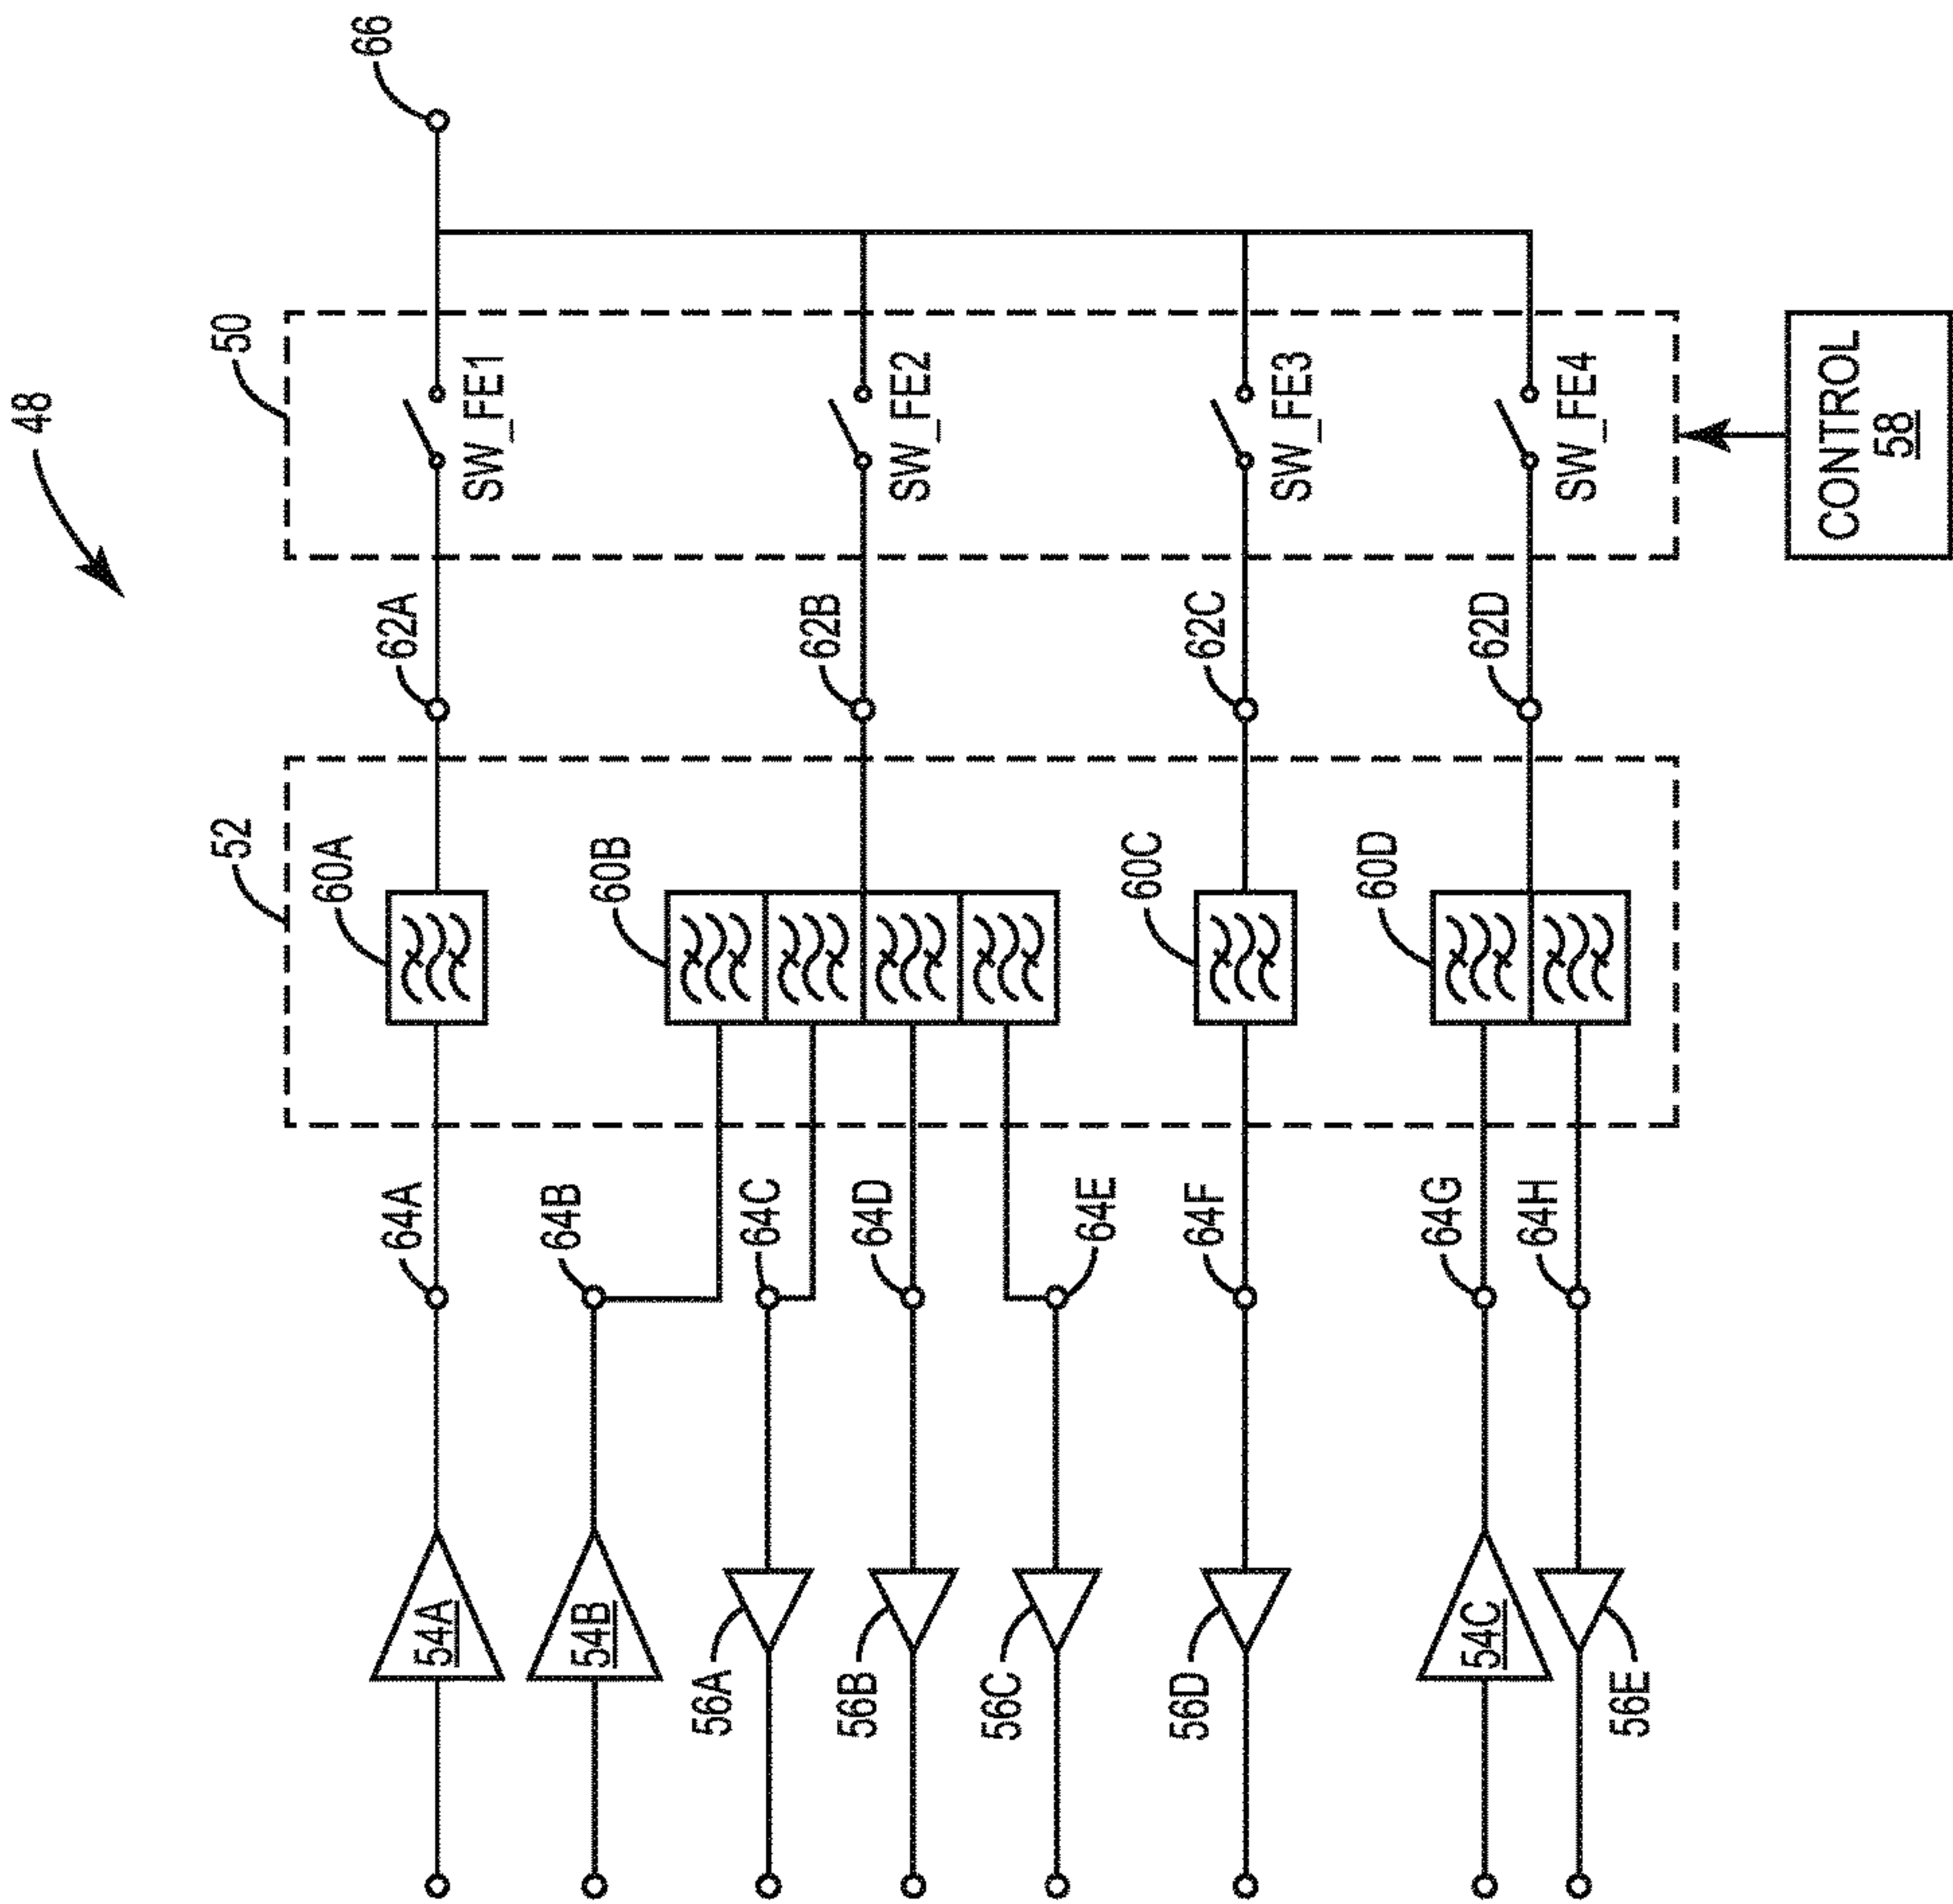 48
66
50
SW_FE1
SW_FE2
SW_FE3
SW_FE4
CONTROL
58
62A
62B
62C
62D
52
60A
60B
60C
60D
64A
64B
64C
64D
64E
64F
64G
64H
54A
54B
56A
56B
56C
56D
54C
56E